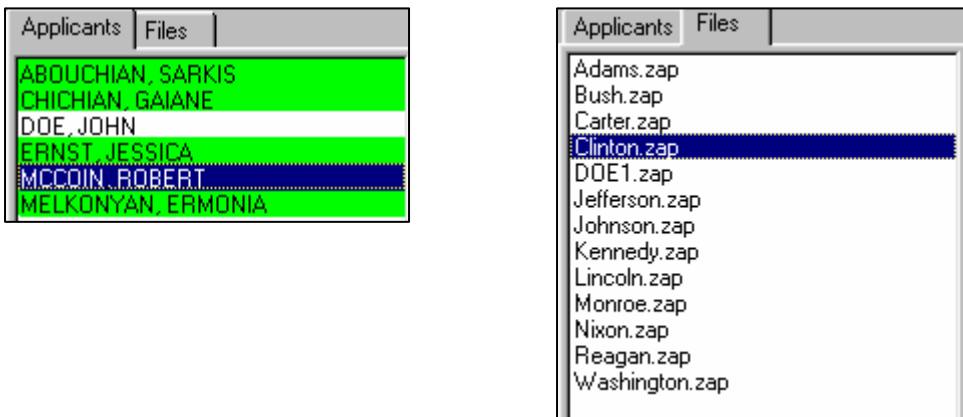 Applicants Files
ABOUCHIAN, SARKIS
CHICHIAN, GAIANE
DOE, JOHN
ERNST, JESSICA
MCCOIN, ROBERT
MELKONYAN, ERMONIA
Applicants Files
Adams.zap
Bush.zap
Carter.zap
Clinton.zap
DOE1.zap
Jefferson.zap
Johnson.zap
Kennedy.zap
Lincoln.zap
Monroe.zap
Nixon.zap
Reagan.zap
Washington.zap